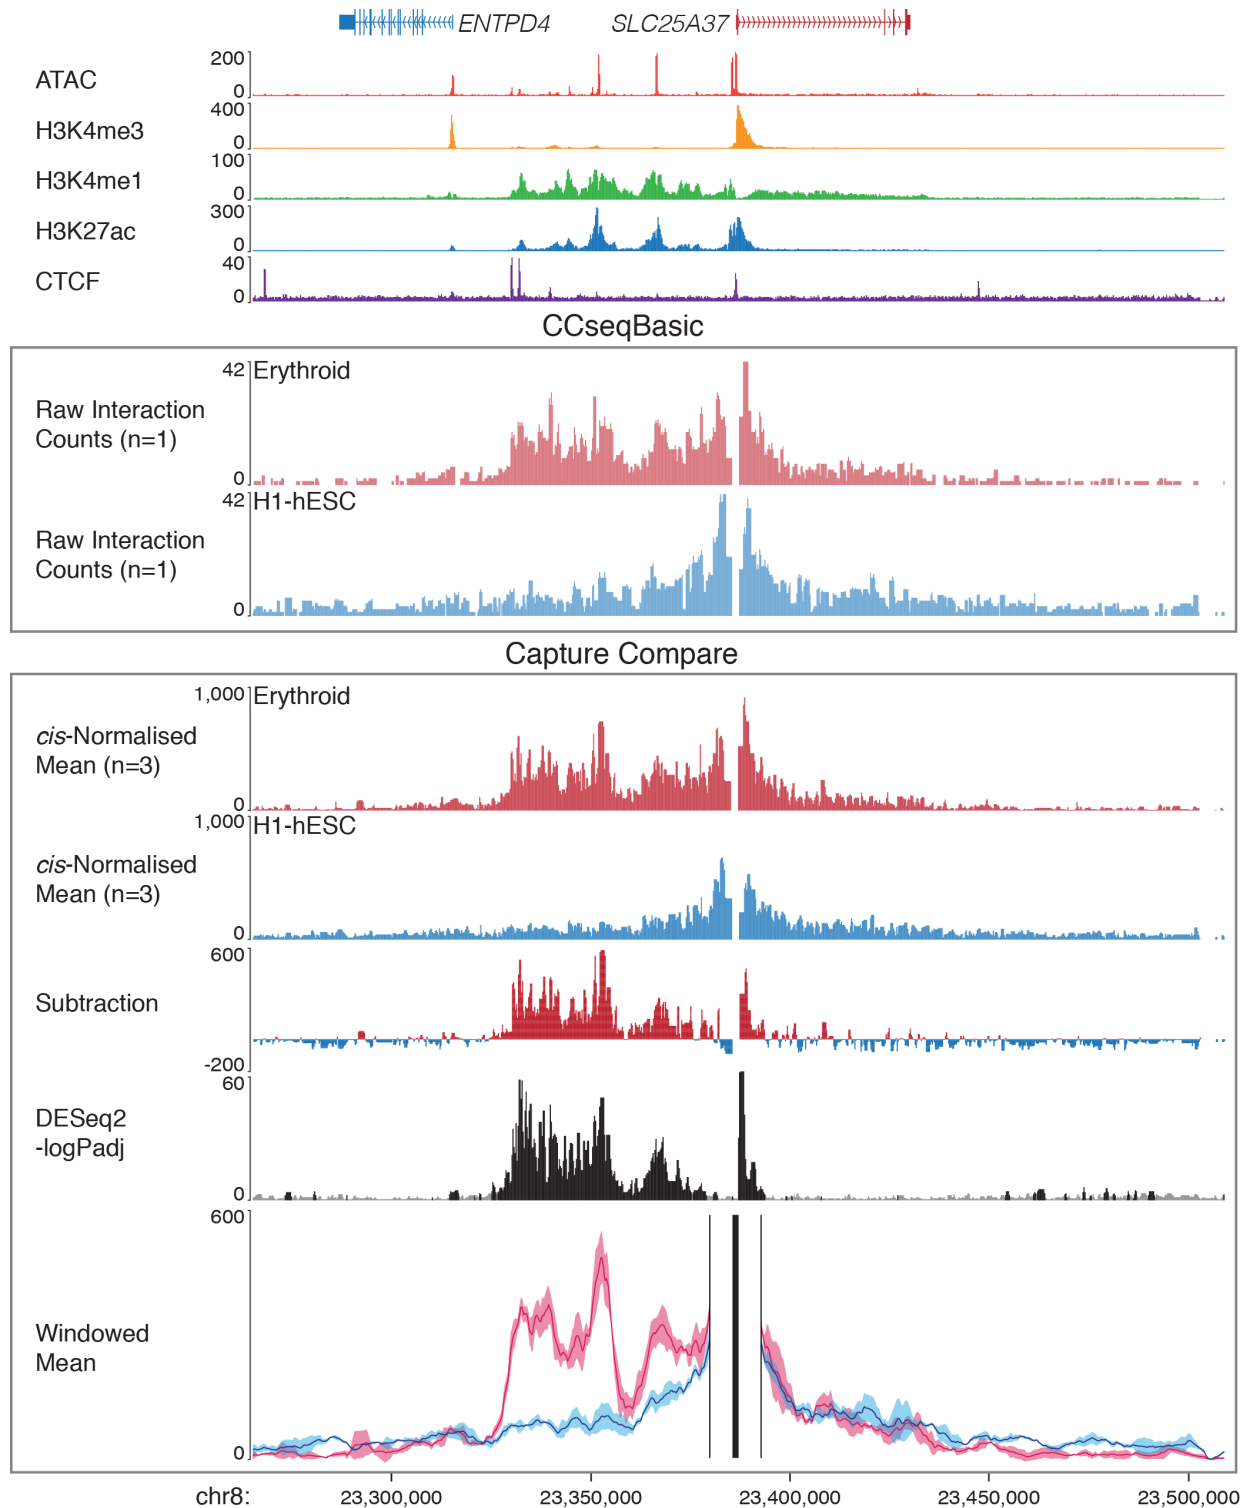 ENTPD4 SLC25A37
ATAC 200 0
H3K4me3 400 0
H3K4me1 100 0
H3K27ac 300 0
CTCF 40 0
CCseqBasic
42 Erythroid
Raw Interaction
Counts (n=1)
0
42 H1-hESC
Raw Interaction
Counts (n=1)
0
Capture Compare
1,000 Erythroid
cis-Normalised
Mean (n=3)
0
1,000 H1-hESC
cis-Normalised
Mean (n=3)
0
600
Subtraction
-200
60
DESeq2
-logPadj
0
600
Windowed
Mean
0
chr8: 23,300,000 23,350,000 23,400,000 23,450,000 23,500,000